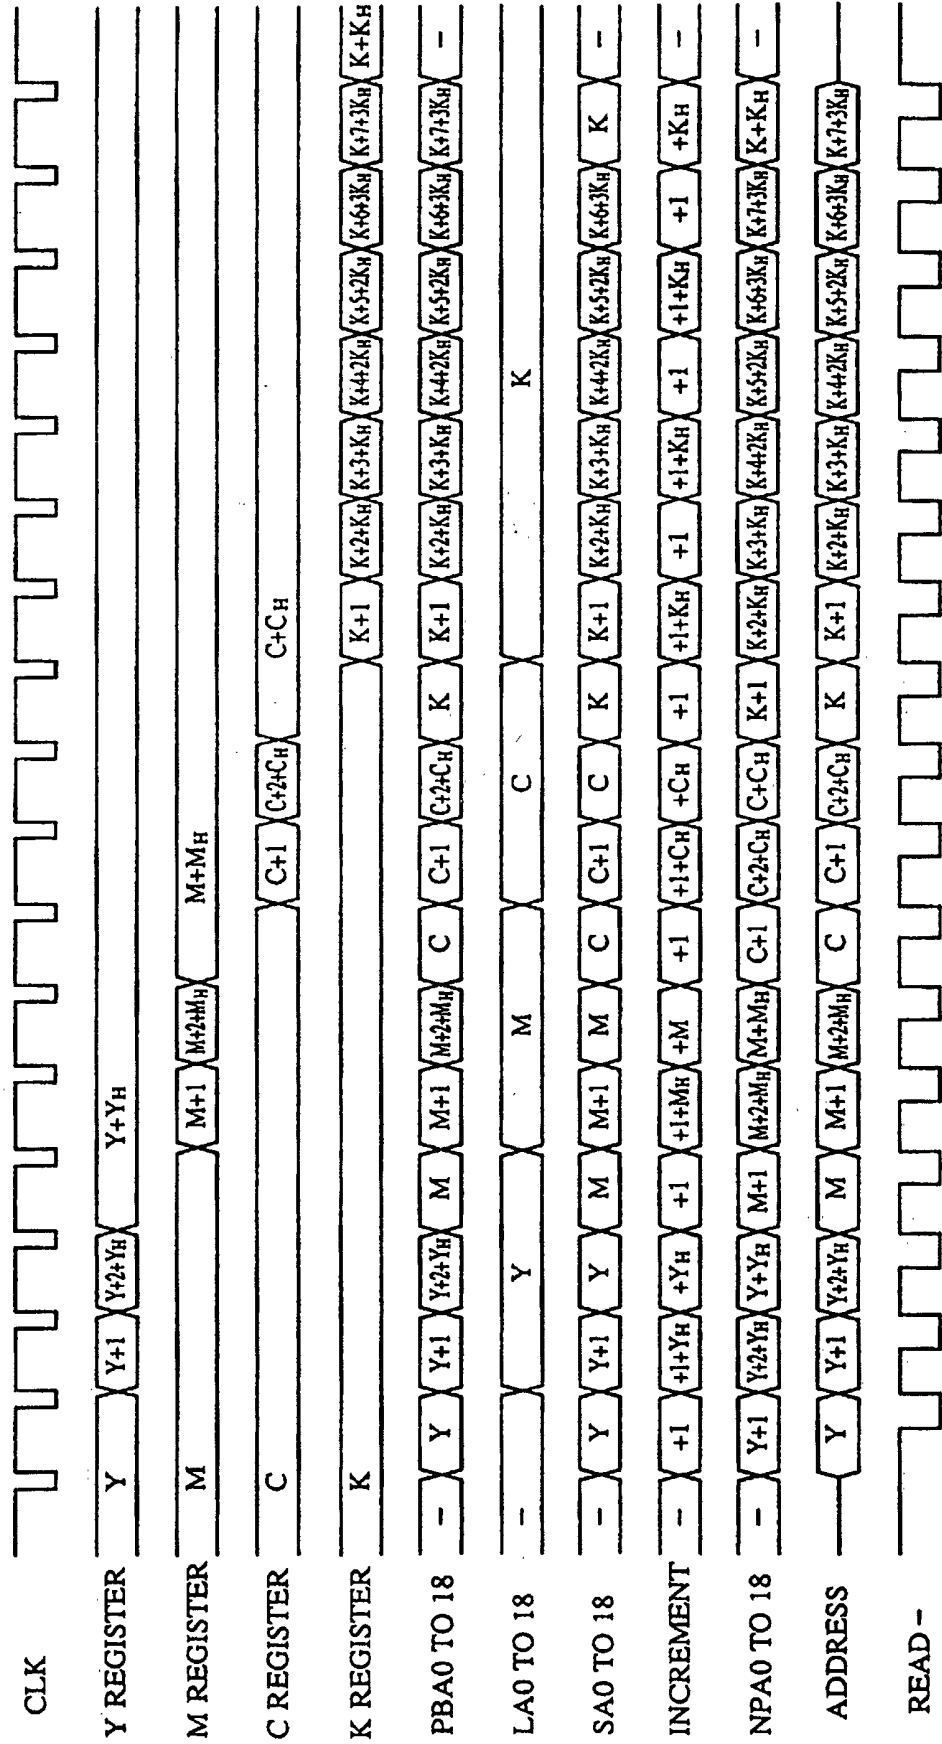 CLK
Y REGISTER Y Y+1 Y+2+YH Y+YH
M REGISTER M M+1 M+2+MH M+MH
C REGISTER C C+1 C+2+CH C+CH
K REGISTER K K+1 K+2+KH K+3+KH K+4+2KH K+5+2KH K+6+3KH K+7+3KH K+KH
PBA0 TO 18 – Y Y+1 Y+2+YH M M+1 M+2+MH C C+1 C+2+CH K K+1 K+2+KH K+3+KH K+4+2KH K+5+2KH K+6+3KH K+7+3KH –
LA0 TO 18 – Y M C K
SA0 TO 18 – Y Y+1 Y M M+1 M C C+1 C K K+1 K+2+KH K+3+KH K+4+2KH K+5+2KH K+6+3KH K –
INCREMENT – +1 +1+YH +YH +1 +1+MH +M +1 +1+CH +CH +1 +1+KH +1 +1+KH +1 +1+KH +1 +KH –
NPA0 TO 18 – Y+1 Y+2+YH Y+YH M+1 M+2+MH M+MH C+1 C+2+CH C+CH K+1 K+2+KH K+3+KH K+4+2KH K+5+2KH K+6+3KH K+7+3KH K+KH –
ADDRESS Y Y+1 Y+2+YH M M+1 M+2+MH C C+1 C+2+CH K K+1 K+2+KH K+3+KH K+4+2KH K+5+2KH K+6+3KH K+7+3KH
READ–